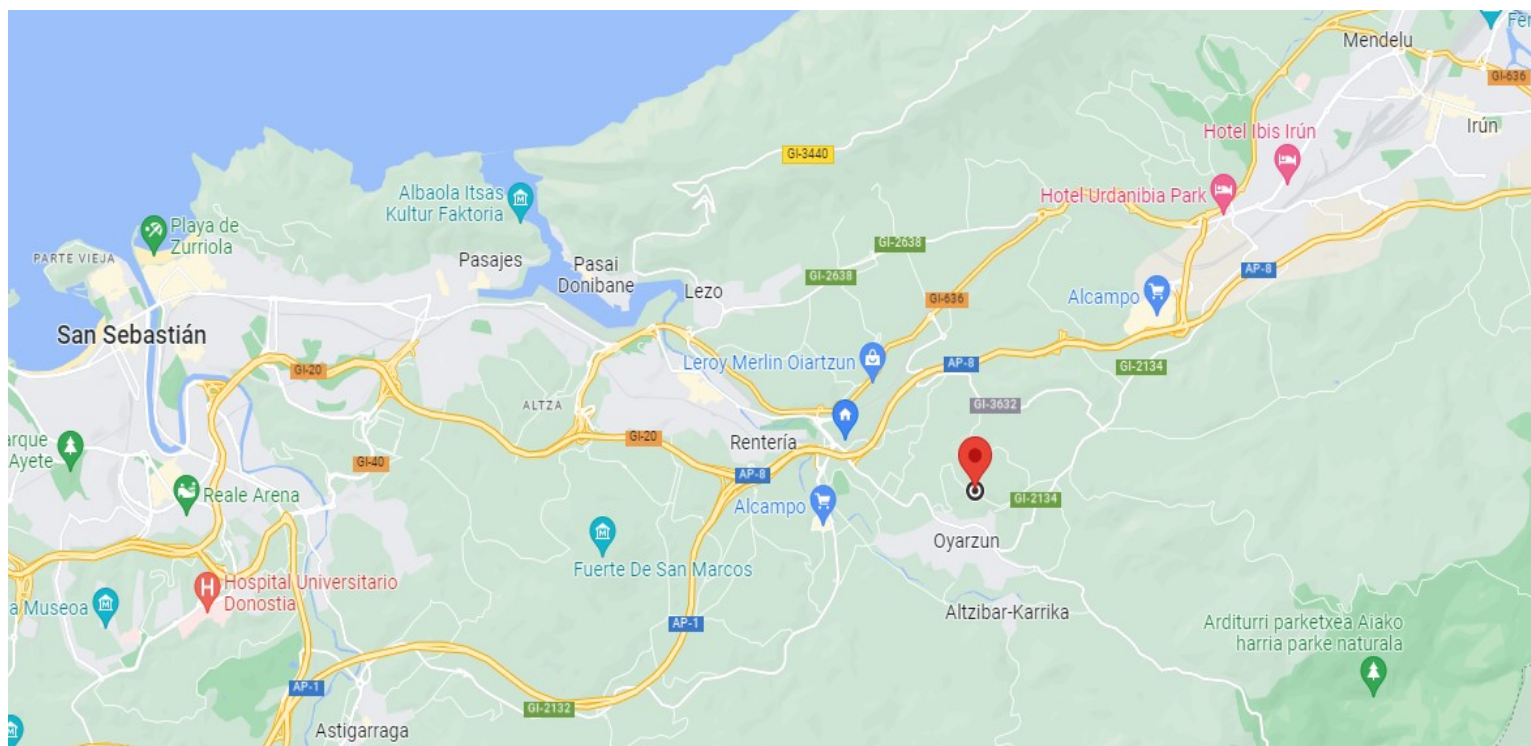 Fer
Mendelu
GI-636
Irún
Hotel Ibis Irún
GI-3440
Albaola Itsas
Kultur Faktoria
Hotel Urdanibia Park
Playa de
Zurriola
PARTE VIEJA
Pasajes
Pasai
Donibane
GI-2638
GI-2638
AP-8
Lezo
Alcampo
GI-636
San Sebastián
Leroy Merlin Oiartzun
AP-8
GI-2134
GI-20
ALTZA
GI-3632
arque
Ayete
GI-20
Rentería
GI-40
AP-8
Reale Arena
Alcampo
GI-2134
Oyarzun
Fuerte De San Marcos
Hospital Universitario
Donostia
a Museoa
Altzibar-Karrika
AP-1
Arditurri parketxea Aiako
harria parke naturala
AP-1
GI-2132
Astigarraga